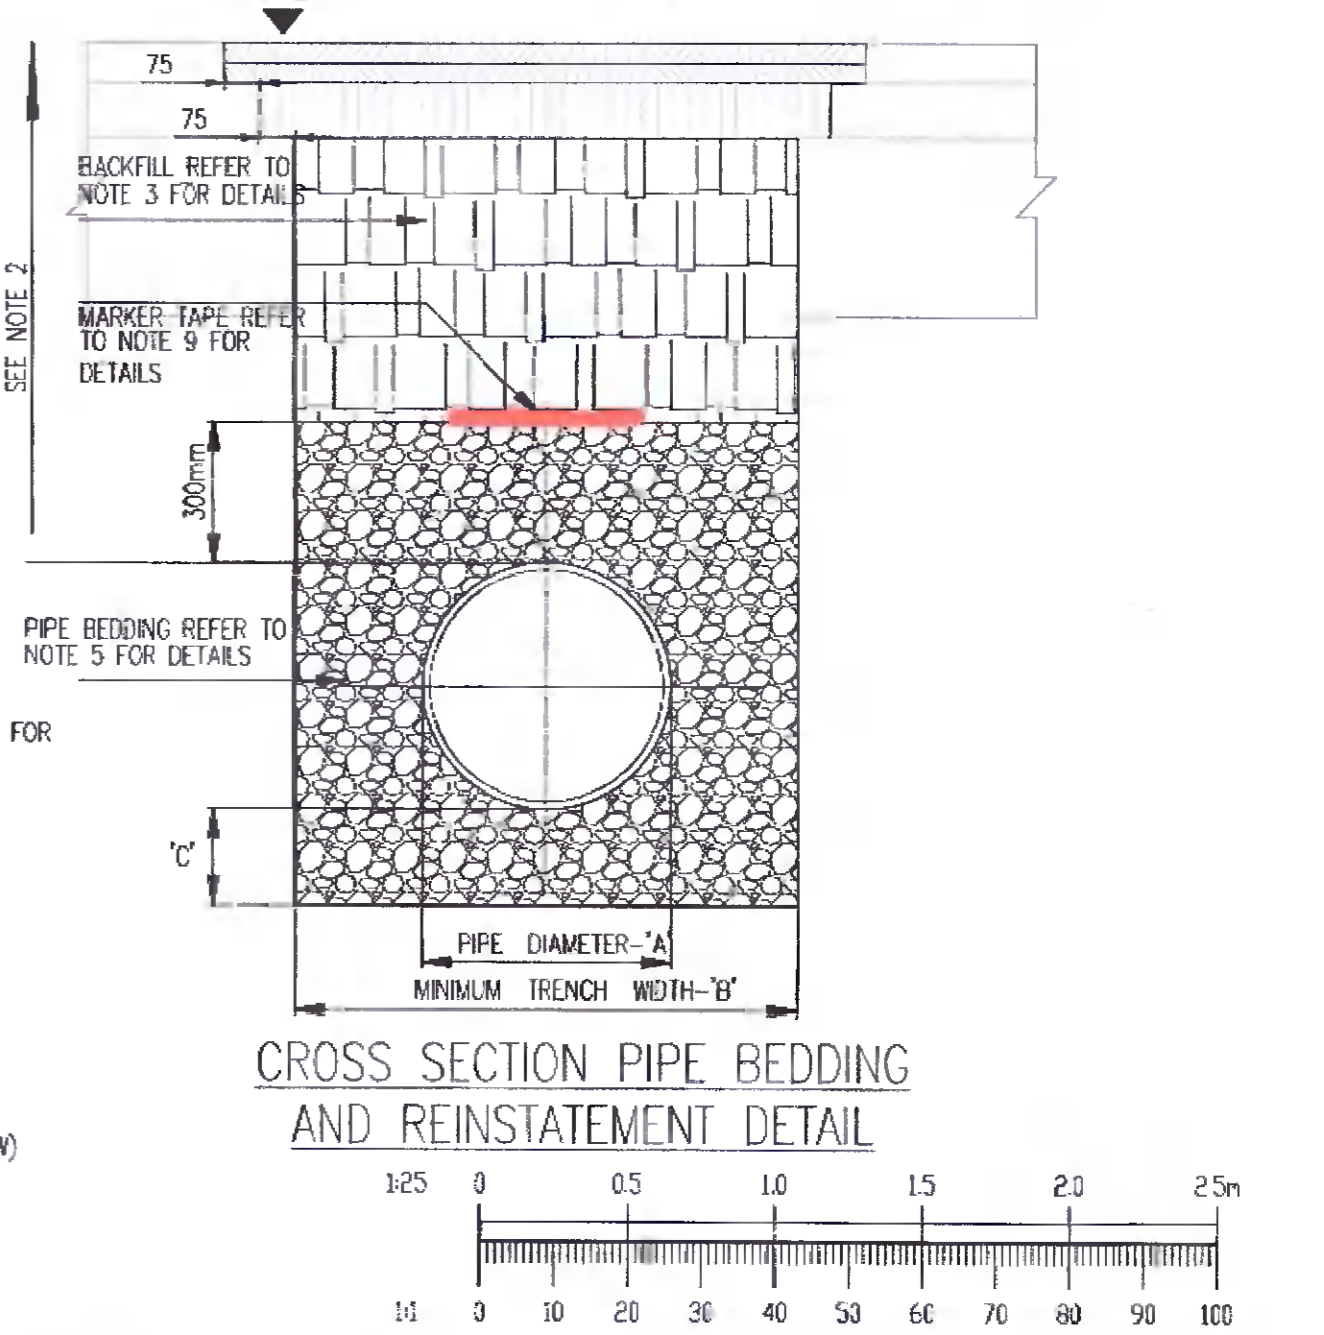 75
75
BACKFILL REFER TO
NOTE 3 FOR DETAILS
SEE NOTE 2
MARKER TAPE REFER
TO NOTE 9 FOR
DETAILS
300mm
PIPE BEDDING REFER TO
NOTE 5 FOR DETAILS
FOR
'C'
PIPE DIAMETER-'A'
MINIMUM TRENCH WIDTH-'B'
CROSS SECTION PIPE BEDDING
AND REINSTATEMENT DETAIL
1:25 0 0.5 1.0 1.5 2.0 2.5m
1:1 0 10 20 30 40 50 60 70 80 90 100